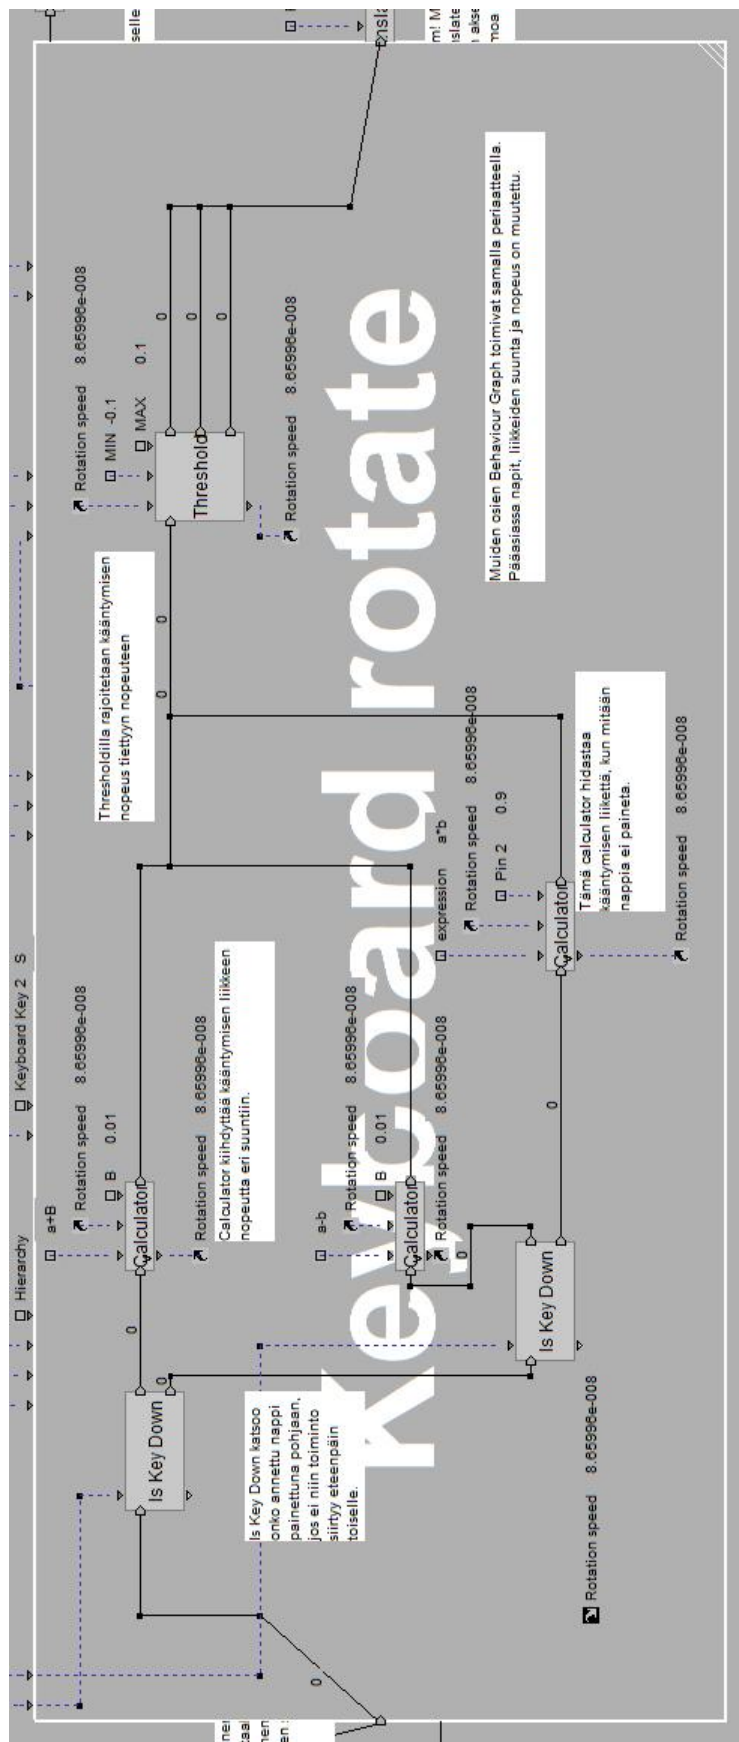 Keyboard rotate
Keyboard Key 2 S
Hierarchy
Is Key Down
Is Key Down katsoo
onko annettu nappi
painettuna pohjaan,
jos ei niin toiminto
siirtyy eteenpäin
toiselle.
0
0
0
a+B
Rotation speed 8.65996e-008
B 0.01
Calculator
Rotation speed 8.65996e-008
Calculator kiihdyttää kääntymisen liikkeen
nopeutta eri suuntiin.
a-b
Rotation speed 8.65996e-008
B 0.01
Calculator
Rotation speed 8.65996e-008
0
Is Key Down
Rotation speed 8.65996e-008
0
expression a*b
Rotation speed 8.65996e-008
Pin 2 0.9
Calculator
Tämä calculator hidastaa
kääntymisen liikettä, kun mitään
nappia ei paineta.
Rotation speed 8.65996e-008
Thresholdilla rajoitetaan kääntymisen
nopeus tiettyyn nopeuteen
0
0
Rotation speed 8.65996e-008
MIN -0.1
MAX 0.1
Threshold
Rotation speed 8.65996e-008
0
0
0
Muiden osien Behaviour Graph toimivat samalla periaatteella.
Pääasiassa napit, liikkeiden suunta ja nopeus on muutettu.
selle
m! M